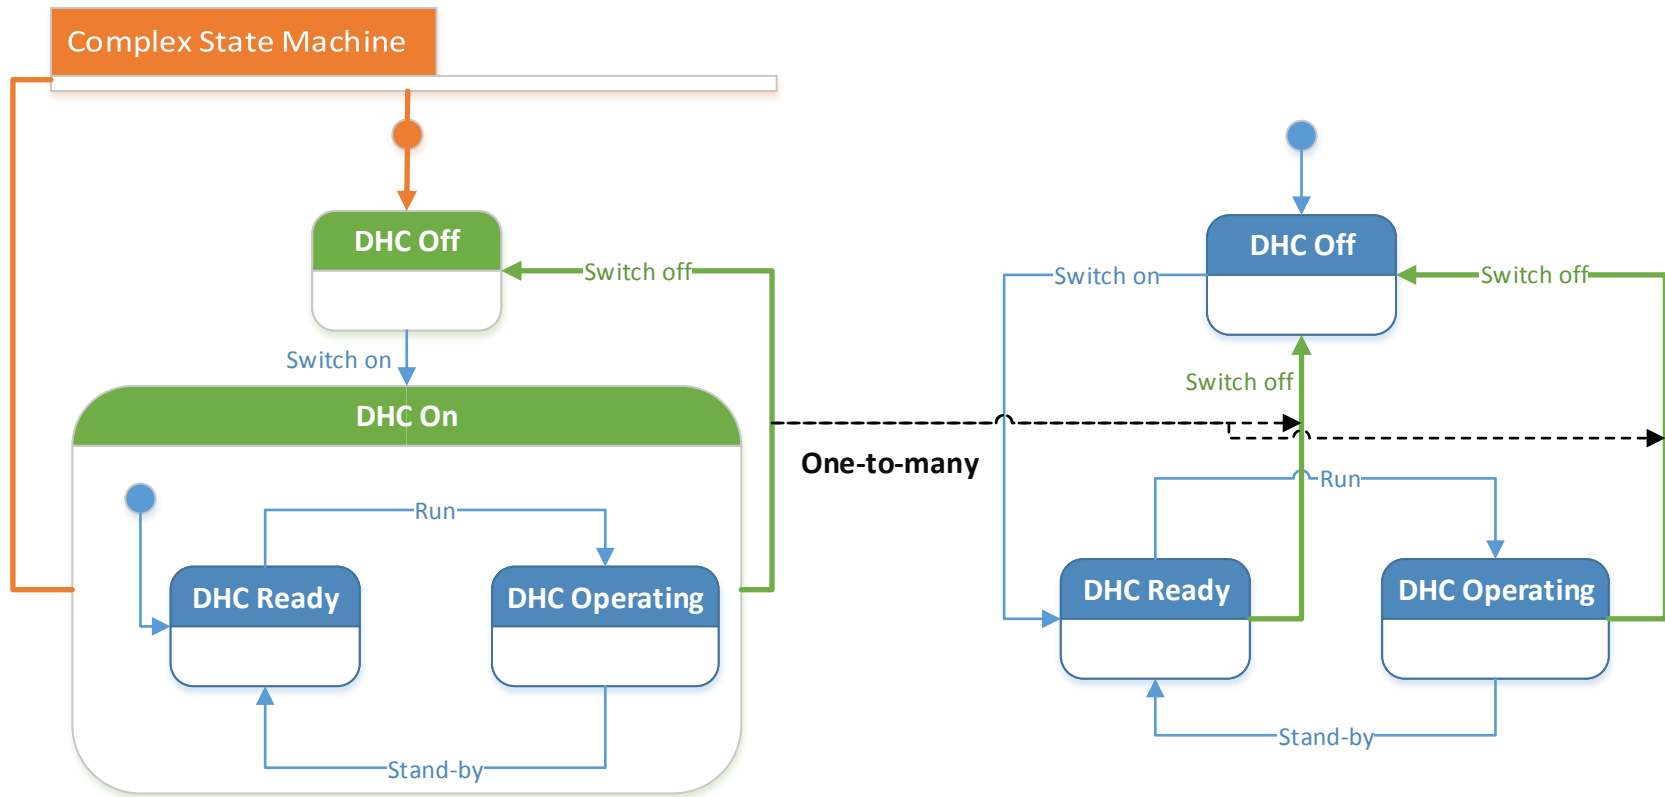 Complex State Machine
DHC Off
Switch off
Switch on
DHC On
Run
DHC Ready
DHC Operating
Stand-by
One-to-many
DHC Off
Switch on
Switch off
Switch off
Run
DHC Ready
DHC Operating
Stand-by